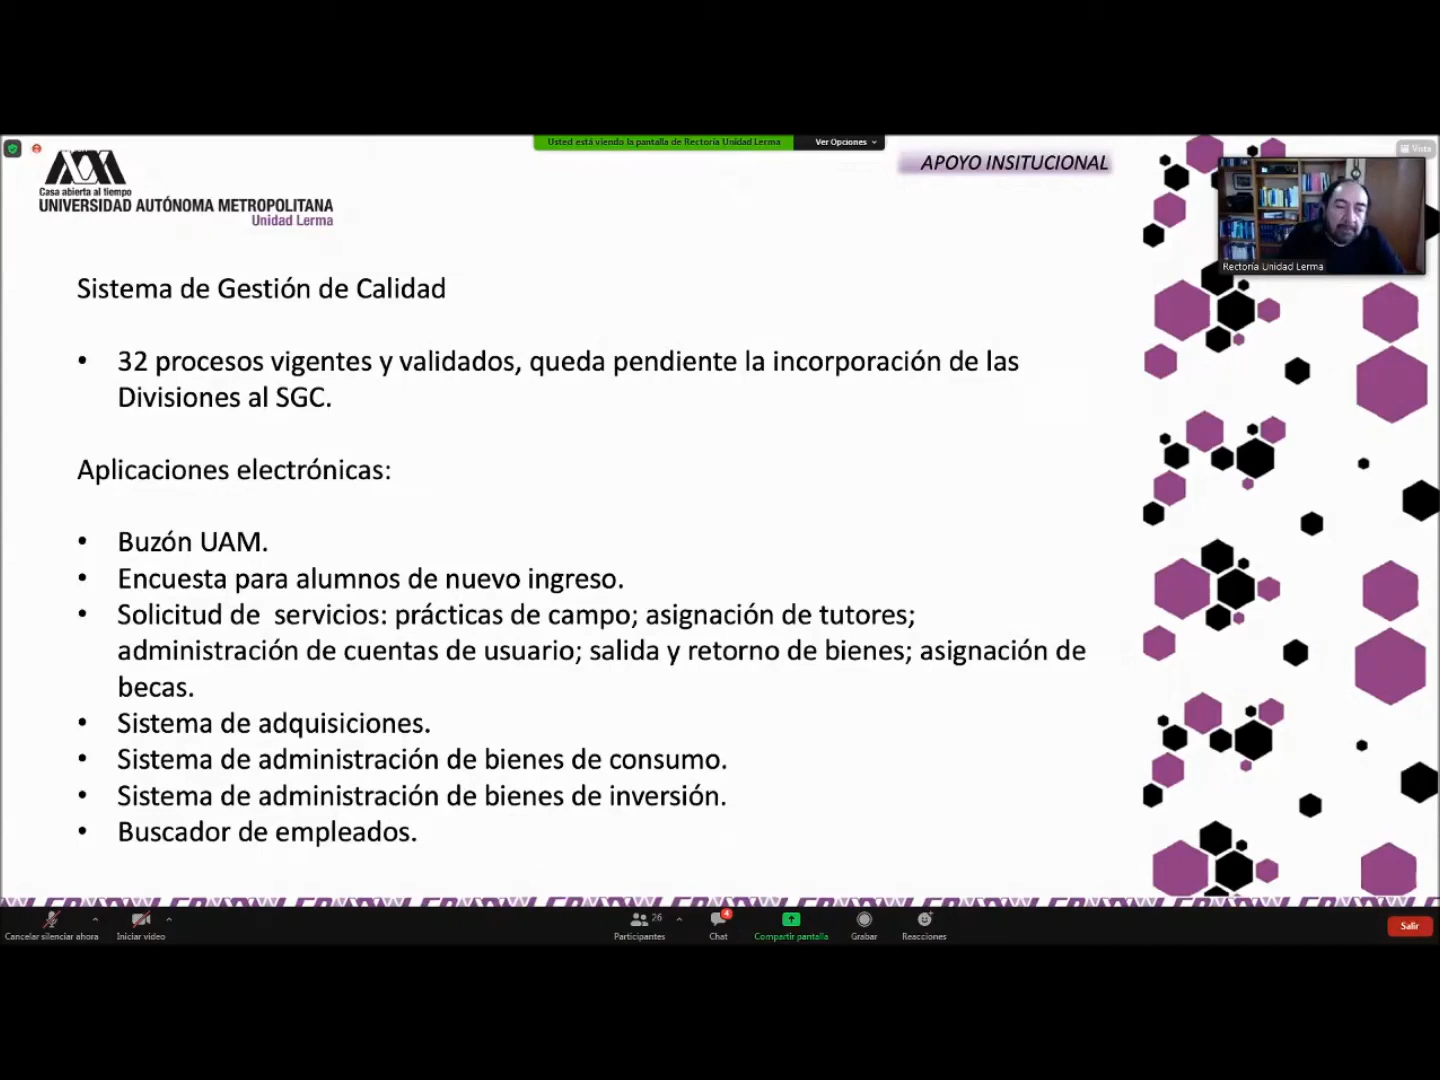 Usted está viendo la pantalla de Rectoría Unidad Lerma
Ver Opciones
Vista
Casa abierta al tiempo
UNIVERSIDAD AUTÓNOMA METROPOLITANA
Unidad Lerma
APOYO INSITUCIONAL
Rectoría Unidad Lerma
Sistema de Gestión de Calidad
• 32 procesos vigentes y validados, queda pendiente la incorporación de las
Divisiones al SGC.
Aplicaciones electrónicas:
• Buzón UAM.
• Encuesta para alumnos de nuevo ingreso.
• Solicitud de servicios: prácticas de campo; asignación de tutores;
administración de cuentas de usuario; salida y retorno de bienes; asignación de
becas.
• Sistema de adquisiciones.
• Sistema de administración de bienes de consumo.
• Sistema de administración de bienes de inversión.
• Buscador de empleados.
Cancelar silenciar ahora
Iniciar video
26
Participantes
4
Chat
Compartir pantalla
Grabar
Reacciones
Salir